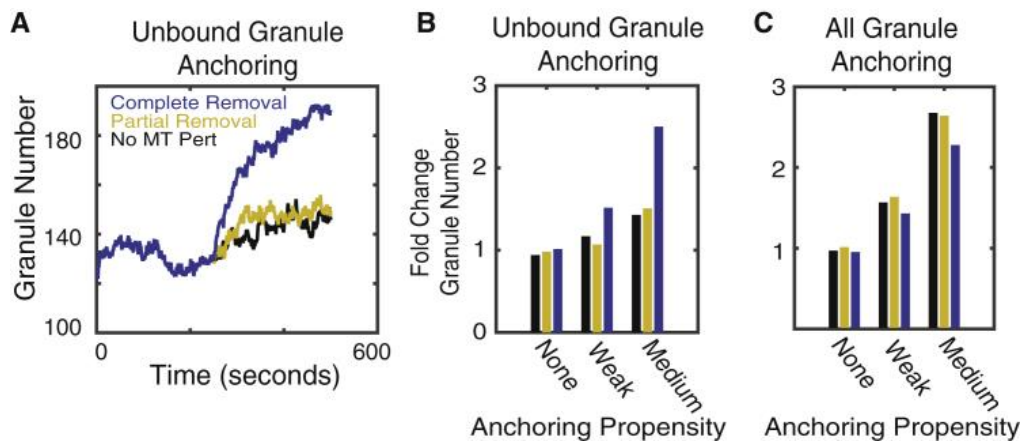 A
Unbound Granule
Anchoring
Complete Removal
Partial Removal
No MT Pert
180
140
100
Granule Number
0
600
Time (seconds)
B
Unbound Granule
Anchoring
3
2
1
0
Fold Change
Granule Number
None
Weak
Medium
Anchoring Propensity
C
All Granule
Anchoring
3
2
1
None
Weak
Medium
Anchoring Propensity